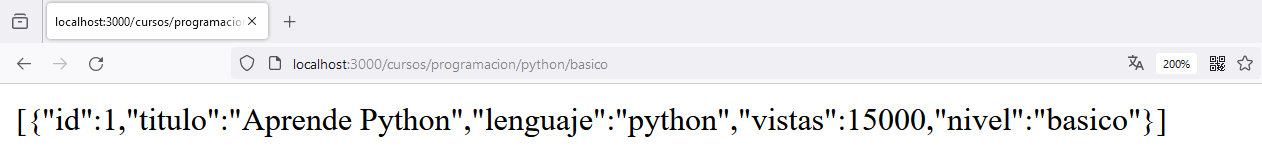 localhost:3000/cursos/programacion
localhost:3000/cursos/programacion/python/basico
200%
[{"id":1,"titulo":"Aprende Python","lenguaje":"python","vistas":15000,"nivel":"basico"}]